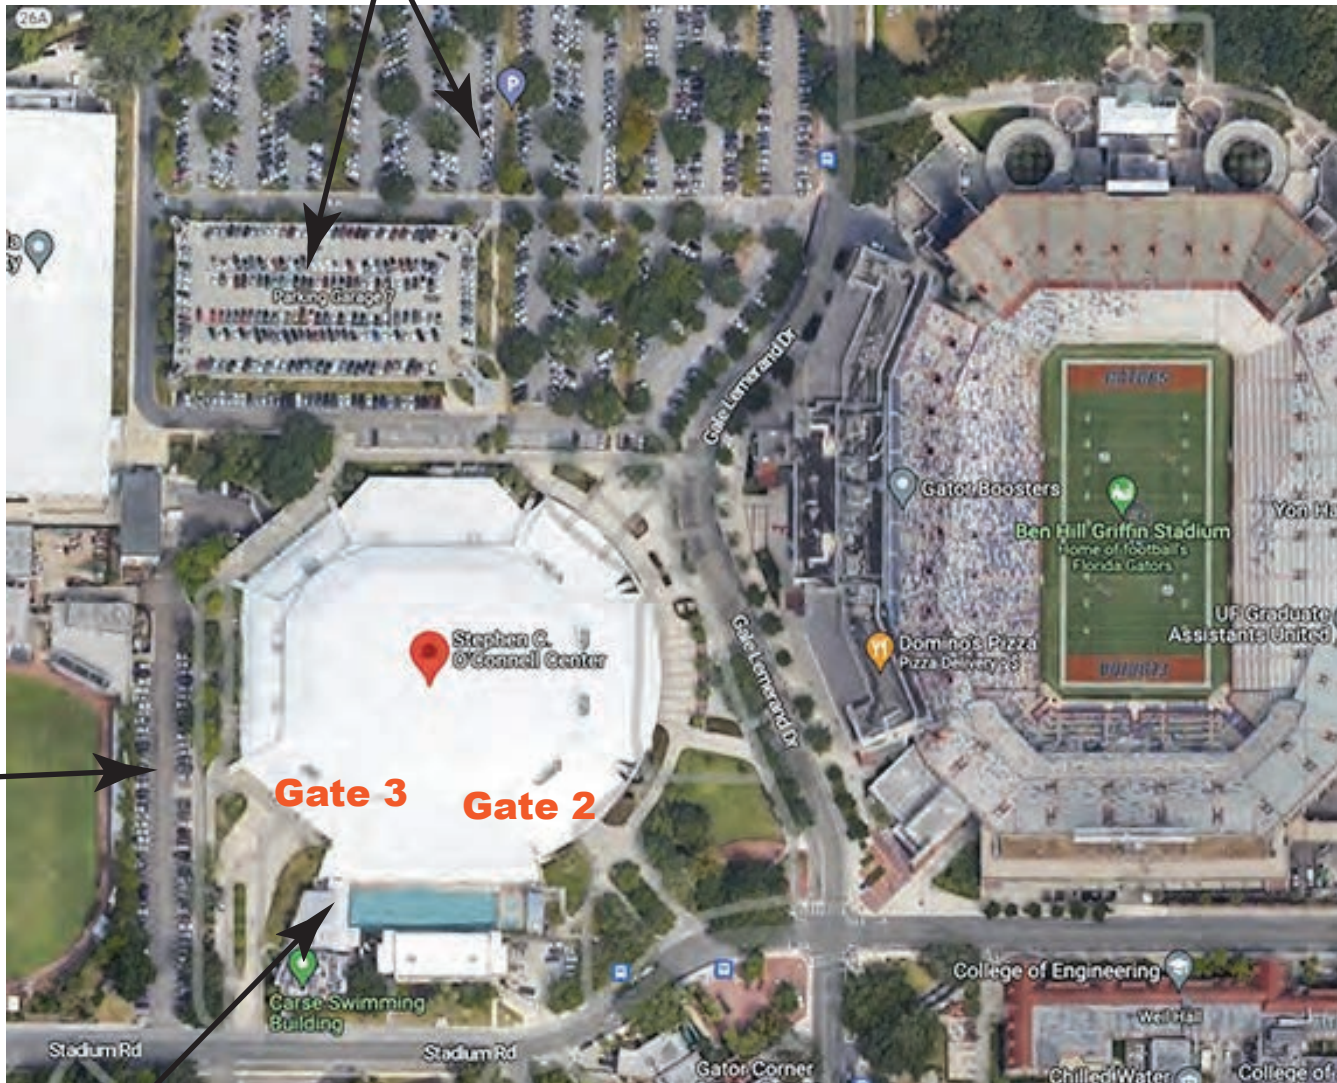 26A
P
Parking Garage 7
Gale Lemerand Dr
GATORS
Gator Boosters
Ben Hill Griffin Stadium
Home of football's
Florida Gators
Yon Ha
UF Graduate
Assistants United
Stephen C.
O'Connell Center
Domino's Pizza
Pizza Delivery · $
Gale Lemerand Dr
FLORIDA
Gate 3
Gate 2
College of Engineering
Carse Swimming
Building
Weil Hall
Stadium Rd
Stadium Rd
Gator Corner
Chilled Water
College of